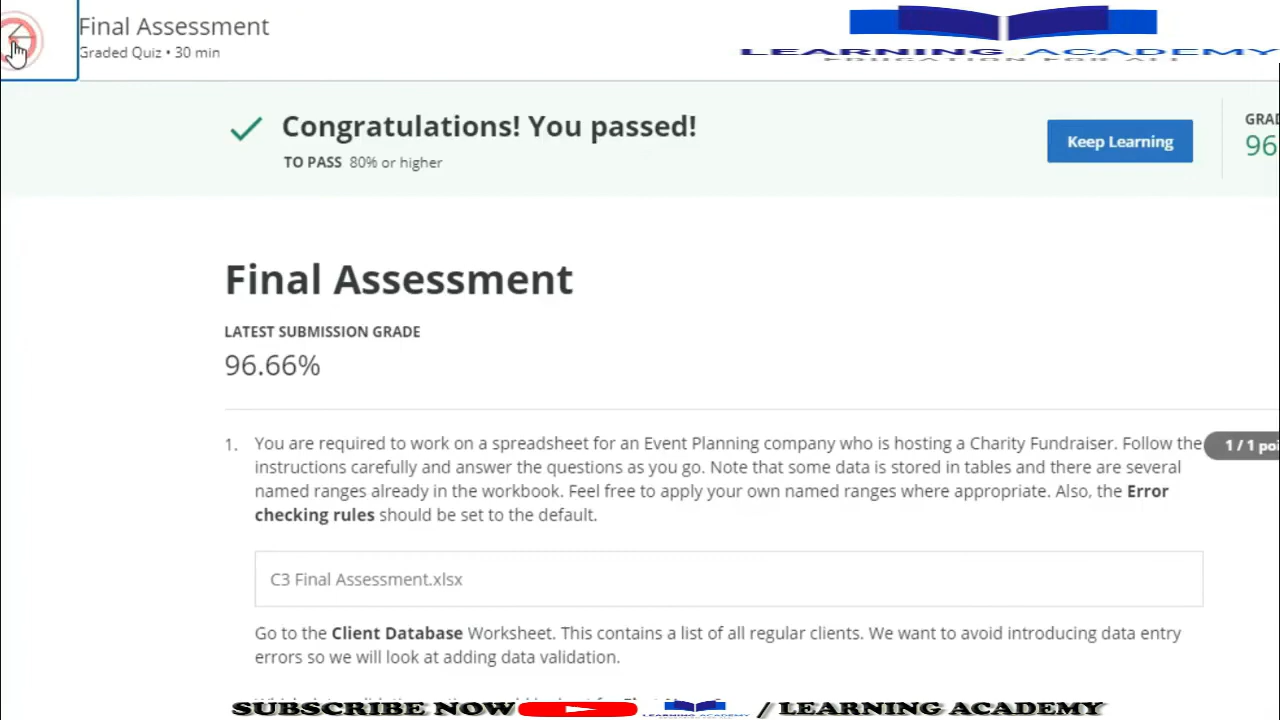 Final Assessment
Graded Quiz • 30 min
LEARNING ACADEMY
EDUCATION FOR ALL
Congratulations! You passed!
TO PASS 80% or higher
Keep Learning
GRAD
96
Final Assessment
LATEST SUBMISSION GRADE
96.66%
1. You are required to work on a spreadsheet for an Event Planning company who is hosting a Charity Fundraiser. Follow the
instructions carefully and answer the questions as you go. Note that some data is stored in tables and there are several
named ranges already in the workbook. Feel free to apply your own named ranges where appropriate. Also, the Error
checking rules should be set to the default.
1 / 1 poi
C3 Final Assessment.xlsx
Go to the Client Database Worksheet. This contains a list of all regular clients. We want to avoid introducing data entry
errors so we will look at adding data validation.
SUBSCRIBE NOW LEARNING ACADEMY / LEARNING ACADEMY